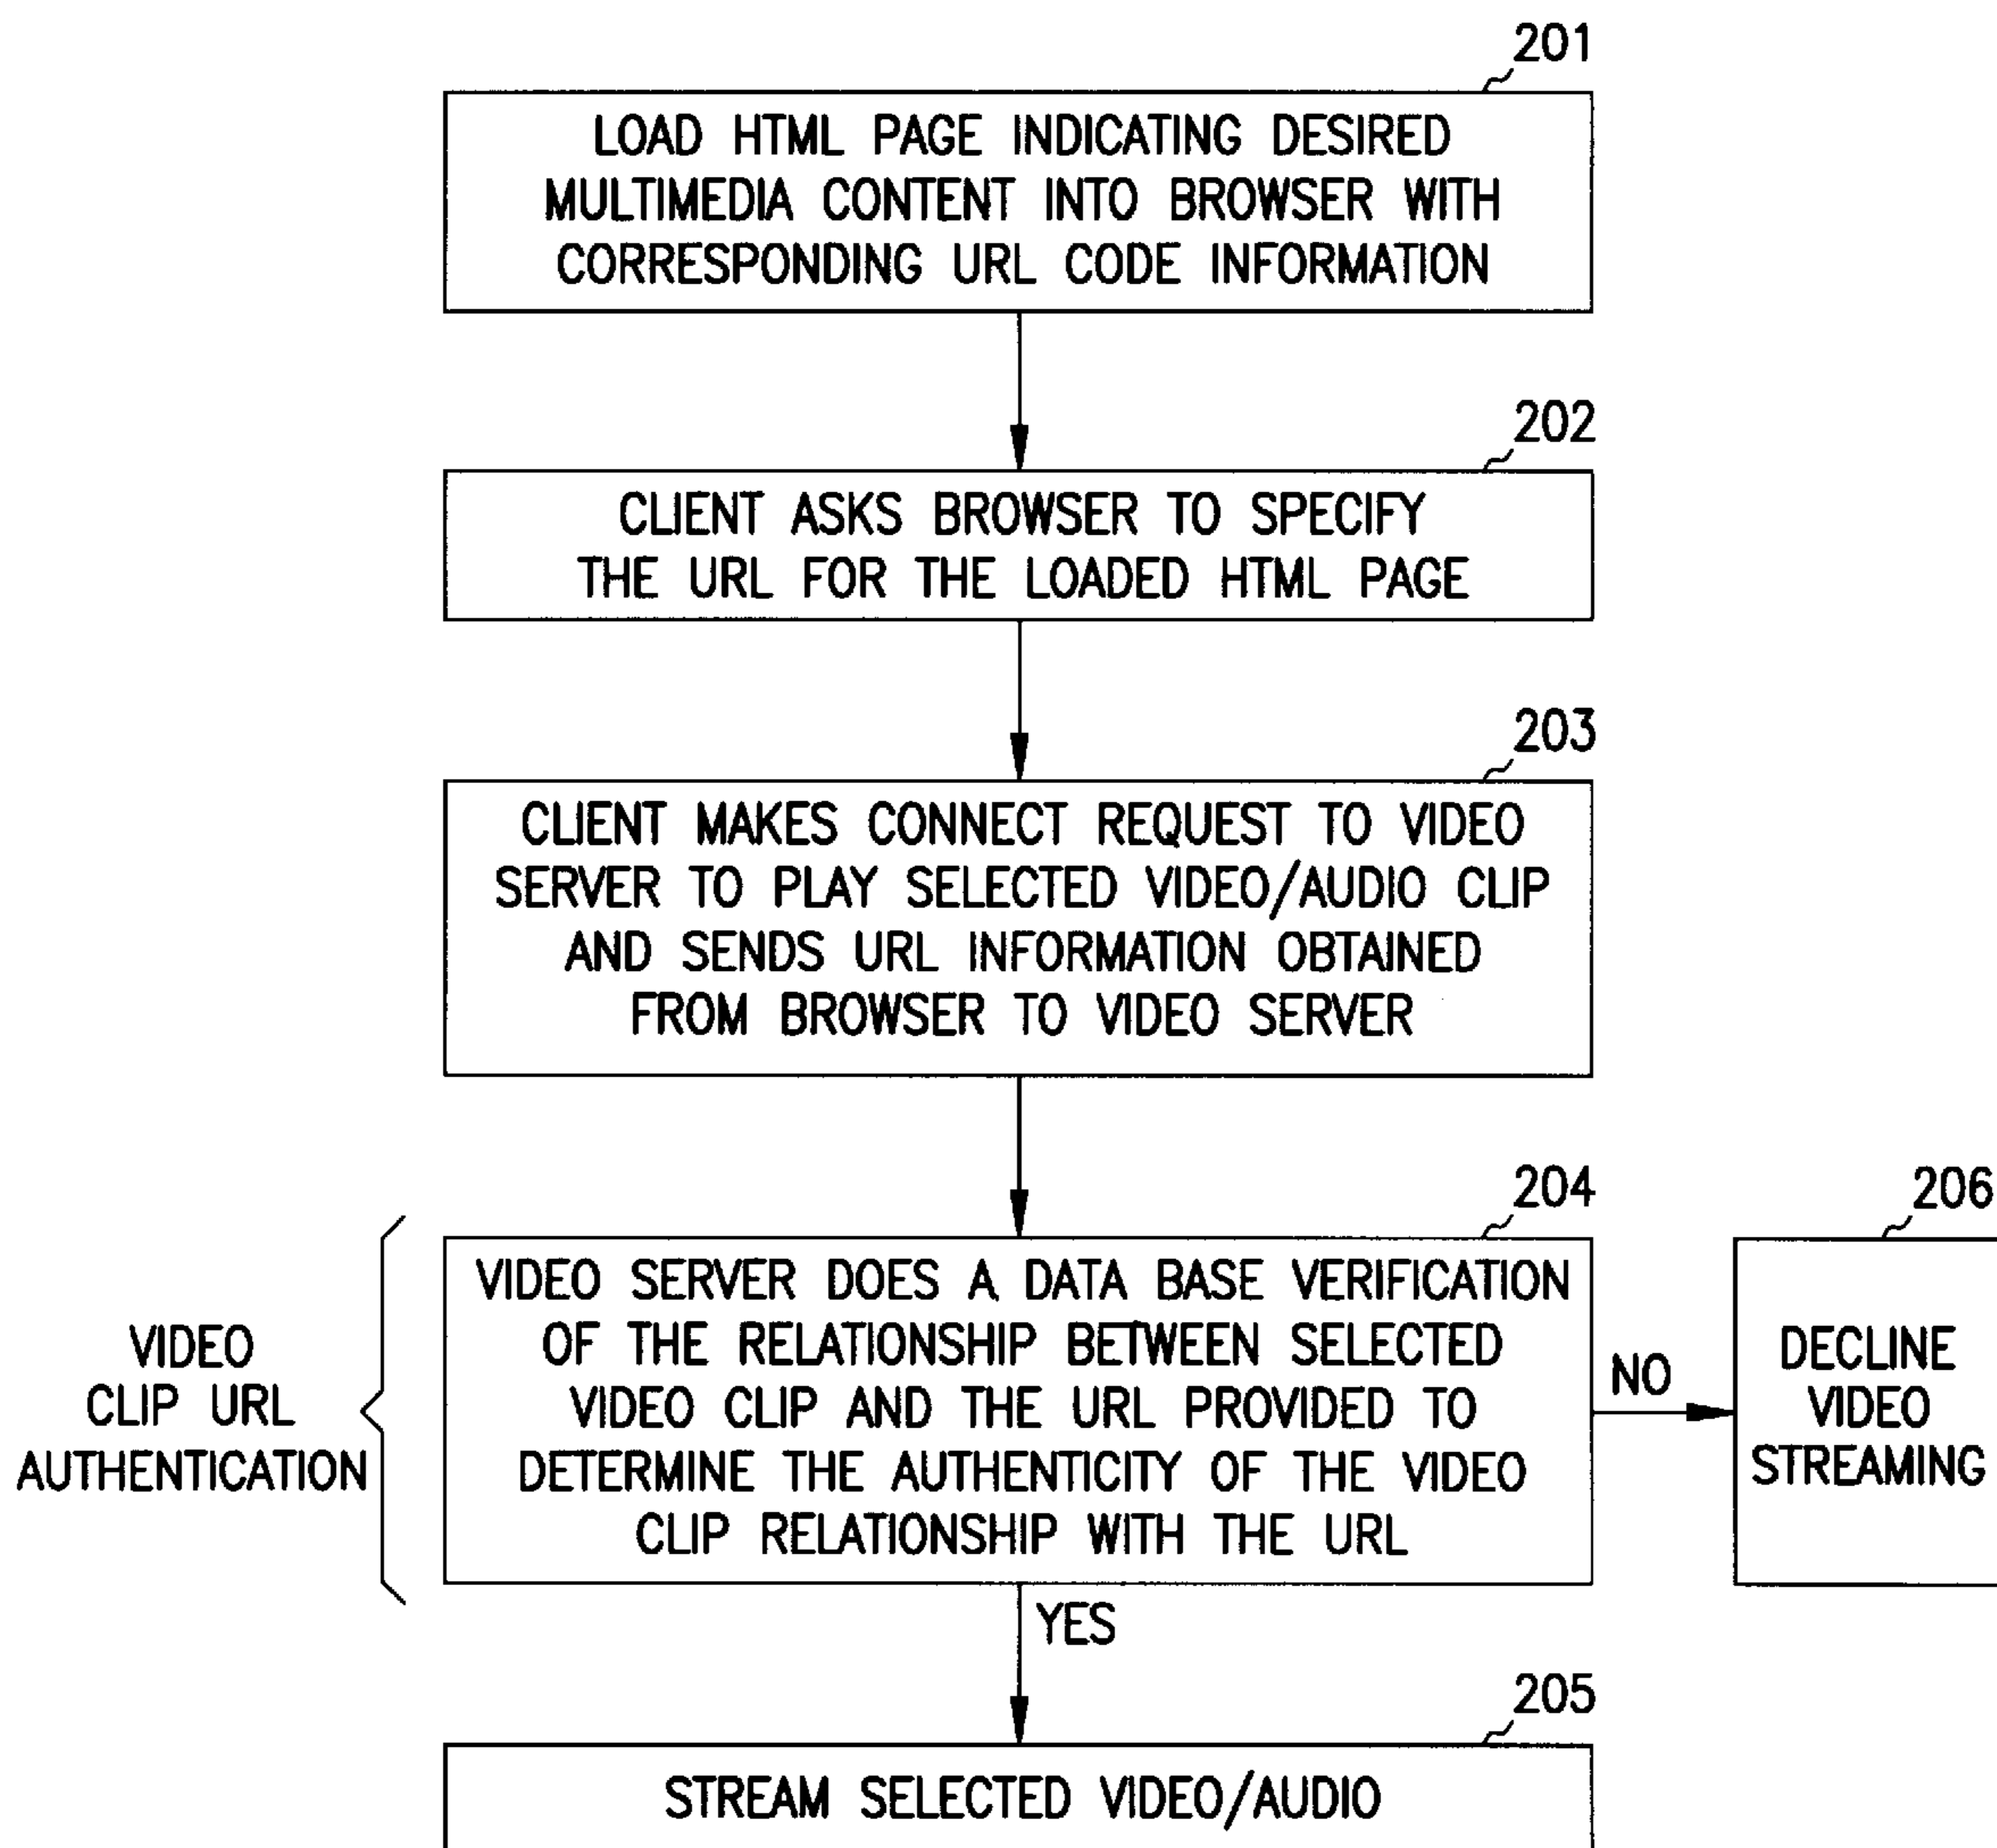 201
LOAD HTML PAGE INDICATING DESIRED
MULTIMEDIA CONTENT INTO BROWSER WITH
CORRESPONDING URL CODE INFORMATION
202
CLIENT ASKS BROWSER TO SPECIFY
THE URL FOR THE LOADED HTML PAGE
203
CLIENT MAKES CONNECT REQUEST TO VIDEO
SERVER TO PLAY SELECTED VIDEO/AUDIO CLIP
AND SENDS URL INFORMATION OBTAINED
FROM BROWSER TO VIDEO SERVER
204
VIDEO SERVER DOES A DATA BASE VERIFICATION
OF THE RELATIONSHIP BETWEEN SELECTED
VIDEO CLIP AND THE URL PROVIDED TO
DETERMINE THE AUTHENTICITY OF THE VIDEO
CLIP RELATIONSHIP WITH THE URL
VIDEO
CLIP URL
AUTHENTICATION
NO
206
DECLINE
VIDEO
STREAMING
YES
205
STREAM SELECTED VIDEO/AUDIO